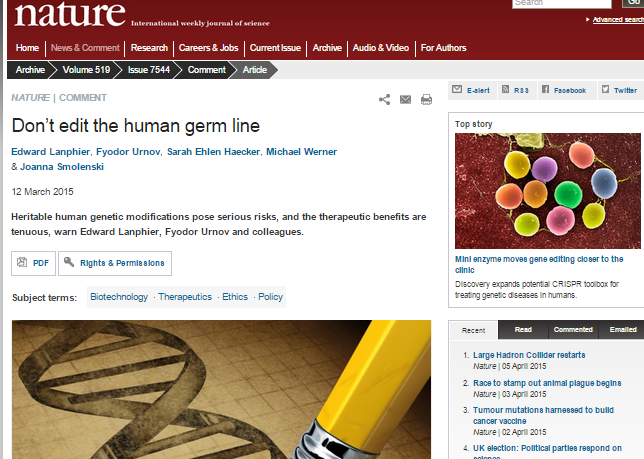 nature International weekly journal of science
Search
Go
Advanced search
Home News & Comment Research Careers & Jobs Current Issue Archive Audio & Video For Authors
Archive Volume 519 Issue 7544 Comment Article
NATURE | COMMENT
Don't edit the human germ line
Edward Lanphier, Fyodor Urnov, Sarah Ehlen Haecker, Michael Werner
& Joanna Smolenski
12 March 2015
Heritable human genetic modifications pose serious risks, and the therapeutic benefits are
tenuous, warn Edward Lanphier, Fyodor Urnov and colleagues.
PDF Rights & Permissions
Subject terms: Biotechnology · Therapeutics · Ethics · Policy
E-alert RSS Facebook Twitter
Top story
Mini enzyme moves gene editing closer to the
clinic
Discovery expands potential CRISPR toolbox for
treating genetic diseases in humans.
Recent Read Commented Emailed
1. Large Hadron Collider restarts
Nature | 05 April 2015
2. Race to stamp out animal plague begins
Nature | 03 April 2015
3. Tumour mutations harnessed to build
cancer vaccine
Nature | 02 April 2015
4. UK election: Political parties respond on
science